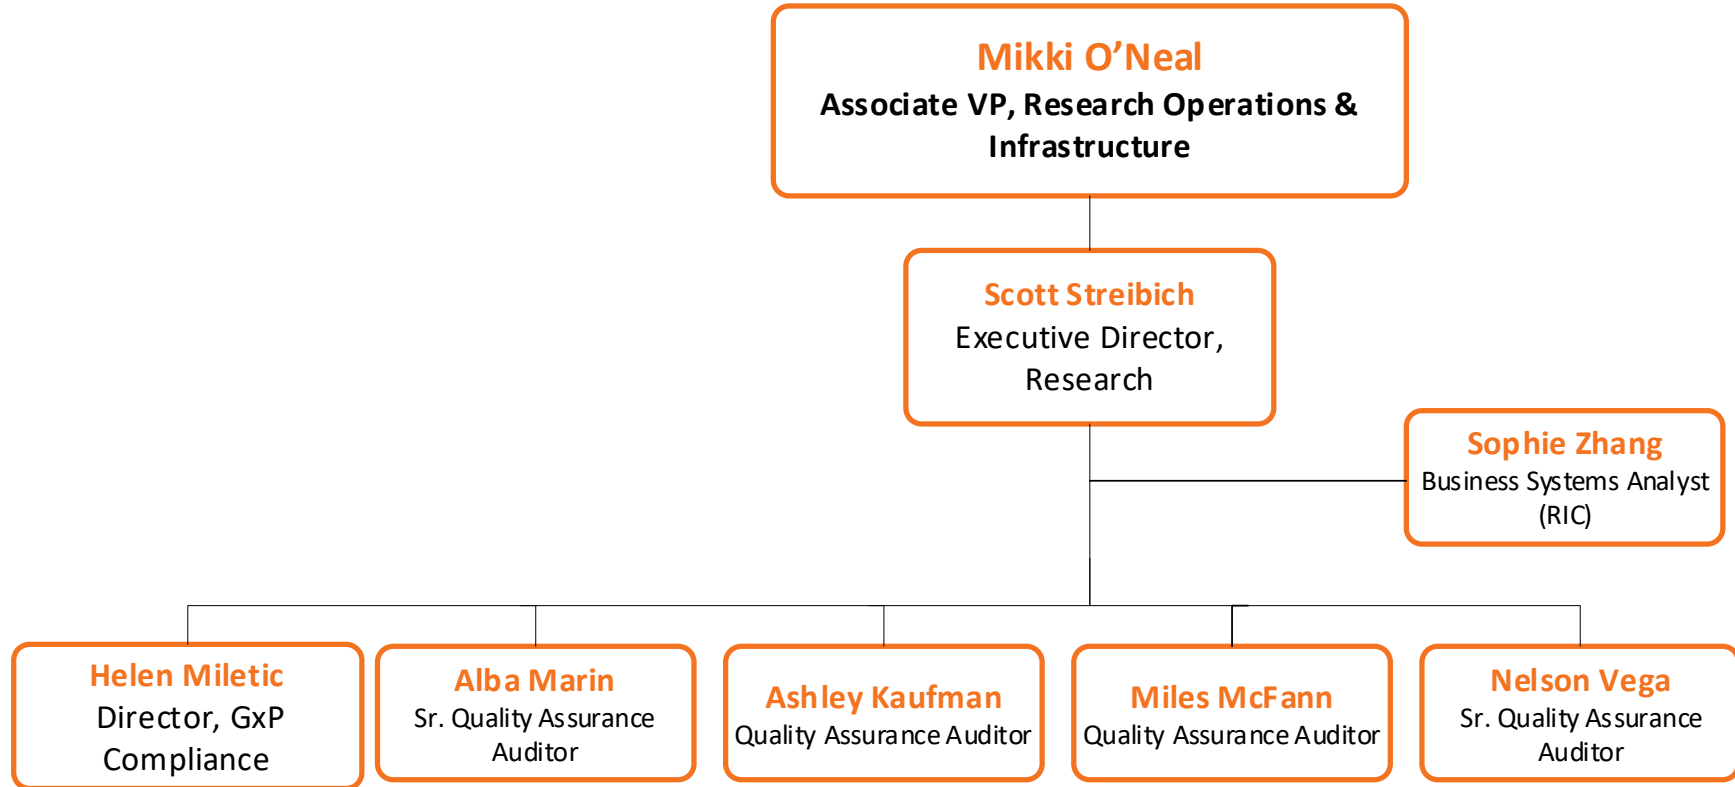 Mikki O’Neal
Associate VP, Research Operations &
Infrastructure
Scott Streibich
Executive Director,
Research
Sophie Zhang
Business Systems Analyst
(RIC)
Helen Miletic
Director, GxP
Compliance
Alba Marin
Sr. Quality Assurance
Auditor
Ashley Kaufman
Quality Assurance Auditor
Miles McFann
Quality Assurance Auditor
Nelson Vega
Sr. Quality Assurance
Auditor